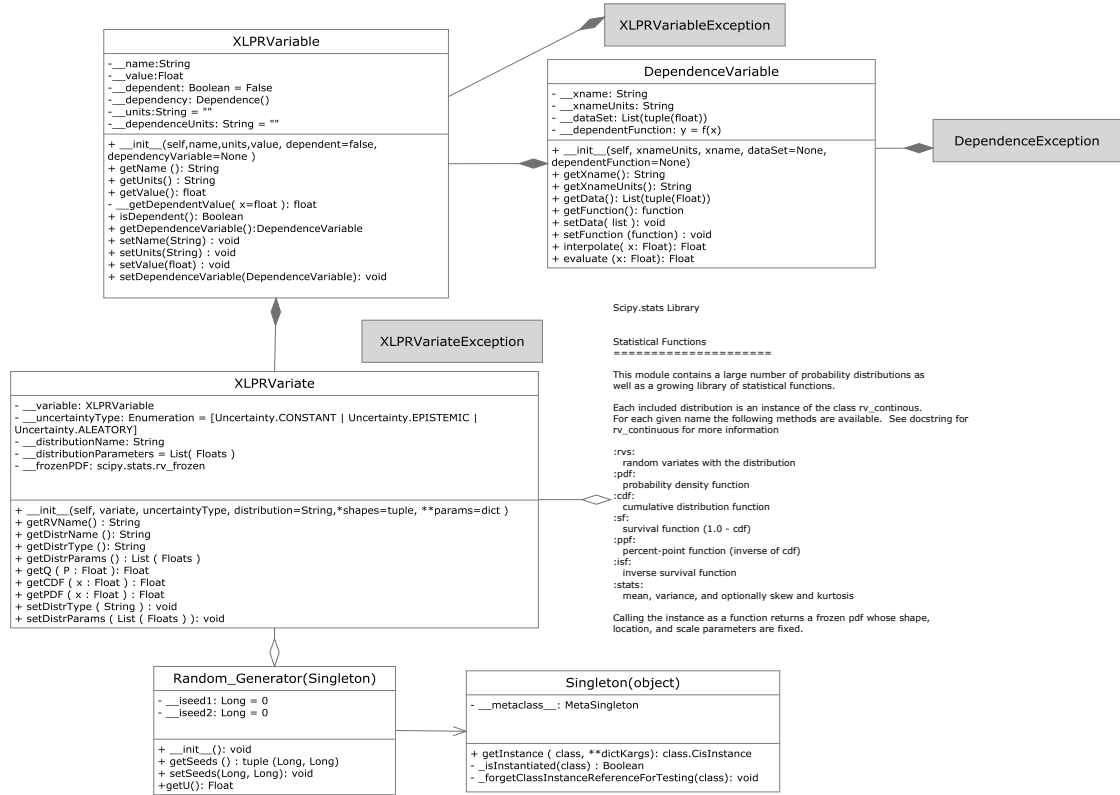 XLPRVariable
-__name:String
-__value:Float
-__dependent: Boolean = False
-__dependency: Dependence()
-__units:String = ""
-__dependenceUnits: String = ""
+ __init__(self,name,units,value, dependent=false,
dependencyVariable=None )
+ getName (): String
+ getUnits() : String
+ getValue(): float
- __getDependentValue( x=float ): float
+ isDependent(): Boolean
+ getDependenceVariable():DependenceVariable
+ setName(String) : void
+ setUnits(String) : void
+ setValue(float) : void
+ setDependenceVariable(DependenceVariable): void
XLPRVariableException
DependenceVariable
- __xname: String
- __xnameUnits: String
- __dataSet: List(tuple(float))
- __dependentFunction: y = f(x)
+ __init__(self, xnameUnits, xname, dataSet=None,
dependentFunction=None)
+ getXname(): String
+ getXnameUnits(): String
+ getData(): List(tuple(Float))
+ getFunction(): function
+ setData( list ): void
+ setFunction (function) : void
+ interpolate( x: Float): Float
+ evaluate (x: Float): Float
DependenceException
XLPRVariateException
XLPRVariate
- __variable: XLPRVariable
- __uncertaintyType: Enumeration = [Uncertainty.CONSTANT | Uncertainty.EPISTEMIC |
Uncertainty.ALEATORY]
- __distributionName: String
- __distributionParameters = List( Floats )
- __frozenPDF: scipy.stats.rv_frozen
+ __init__(self, variate, uncertaintyType, distribution=String,*shapes=tuple, **params=dict )
+ getRVName() : String
+ getDistrName (): String
+ getDistrType (): String
+ getDistrParams () : List ( Floats )
+ getQ ( P : Float ): Float
+ getCDF ( x : Float ) : Float
+ getPDF ( x : Float ) : Float
+ setDistrType ( String ) : void
+ setDistrParams ( List ( Floats ) ): void
Scipy.stats Library
Statistical Functions
=====================
This module contains a large number of probability distributions as
well as a growing library of statistical functions.
Each included distribution is an instance of the class rv_continous.
For each given name the following methods are available.  See docstring for
rv_continuous for more information
:rvs:
random variates with the distribution
:pdf:
probability density function
:cdf:
cumulative distribution function
:sf:
survival function (1.0 - cdf)
:ppf:
percent-point function (inverse of cdf)
:isf:
inverse survival function
:stats:
mean, variance, and optionally skew and kurtosis
Calling the instance as a function returns a frozen pdf whose shape,
location, and scale parameters are fixed.
Random_Generator(Singleton)
- __iseed1: Long = 0
- __iseed2: Long = 0
+ __init__(): void
+ getSeeds () : tuple (Long, Long)
+ setSeeds(Long, Long): void
+getU(): Float
Singleton(object)
- __metaclass__: MetaSingleton
+ getInstance ( class, **dictKargs): class.CisInstance
- _isInstantiated(class) : Boolean
- _forgetClassInstanceReferenceForTesting(class): void